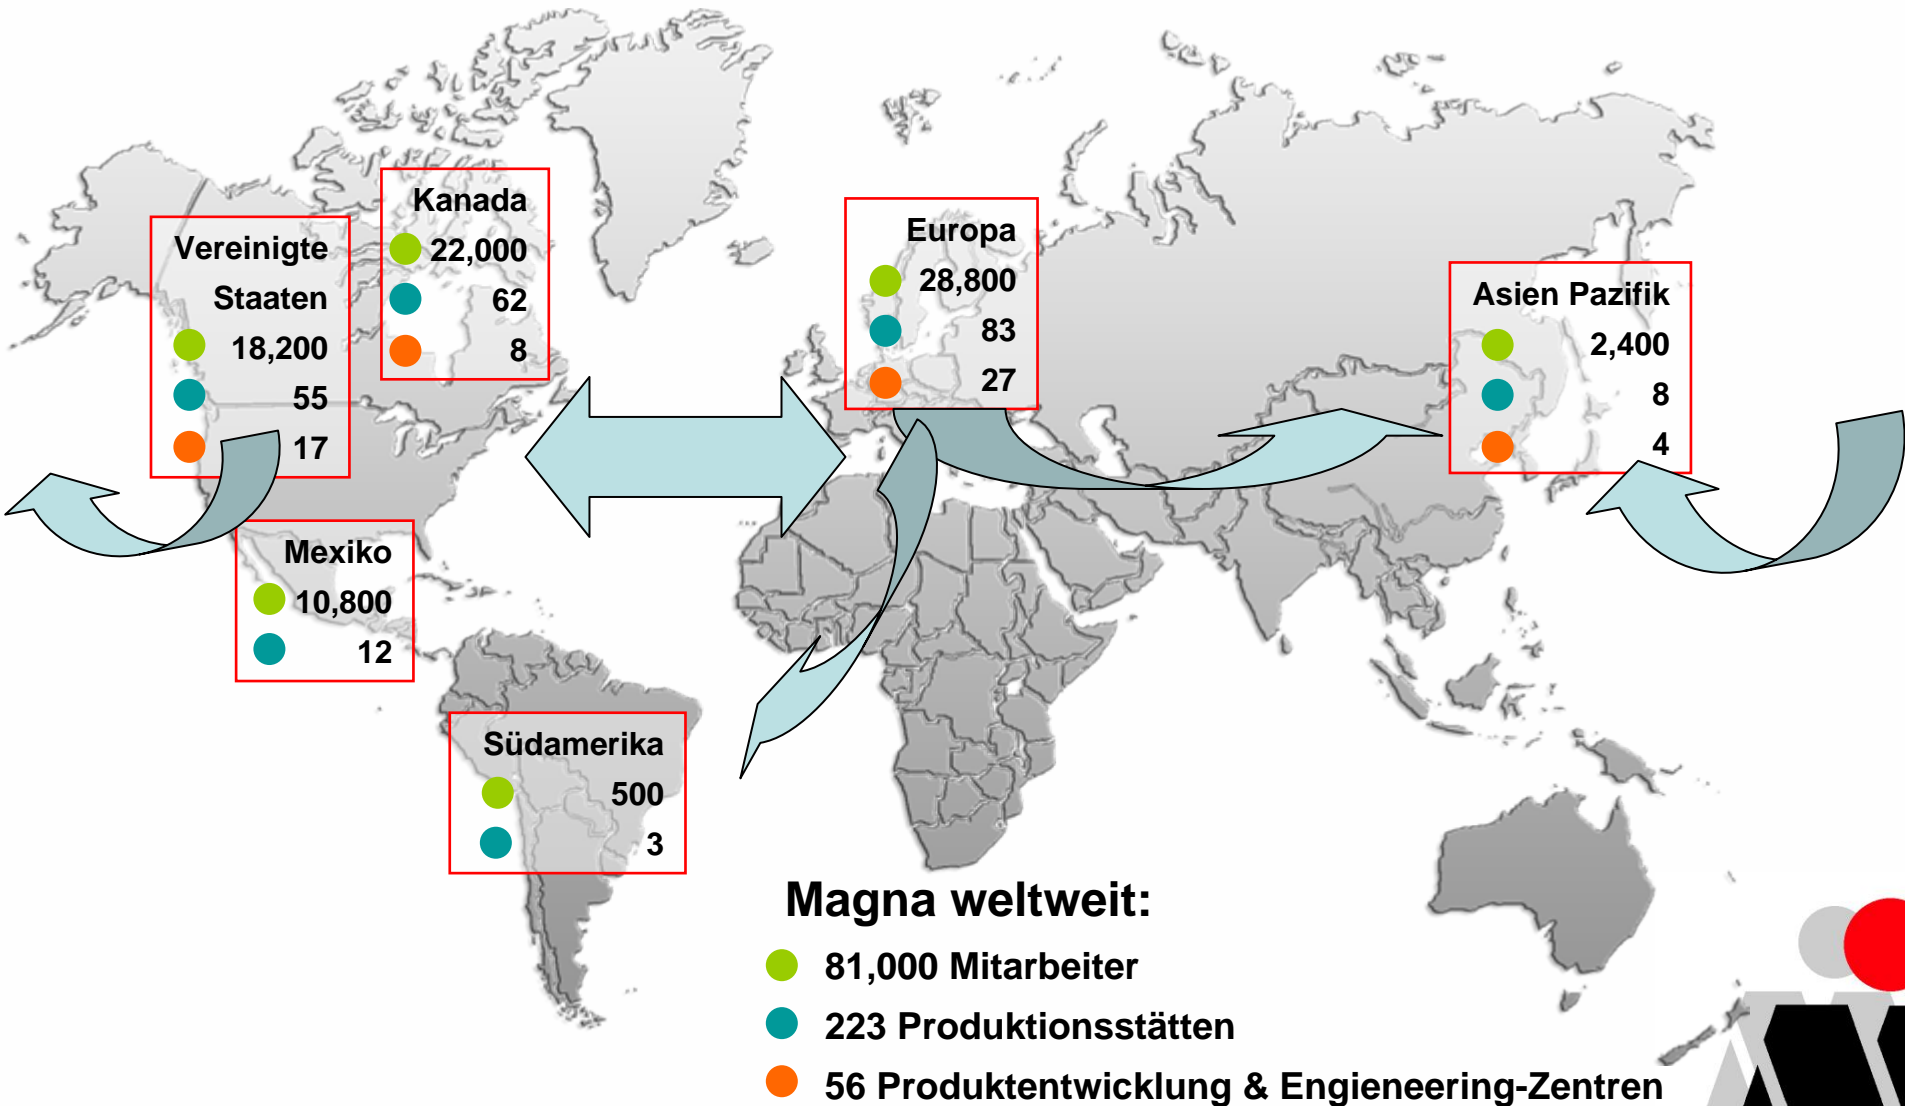 Kanada
22,000
62
8
Vereinigte
Staaten
18,200
55
17
Mexiko
10,800
12
Südamerika
500
3
Europa
28,800
83
27
Asien Pazifik
2,400
8
4
Magna weltweit:
81,000 Mitarbeiter
223 Produktionsstätten
56 Produktentwicklung & Engieneering-Zentren